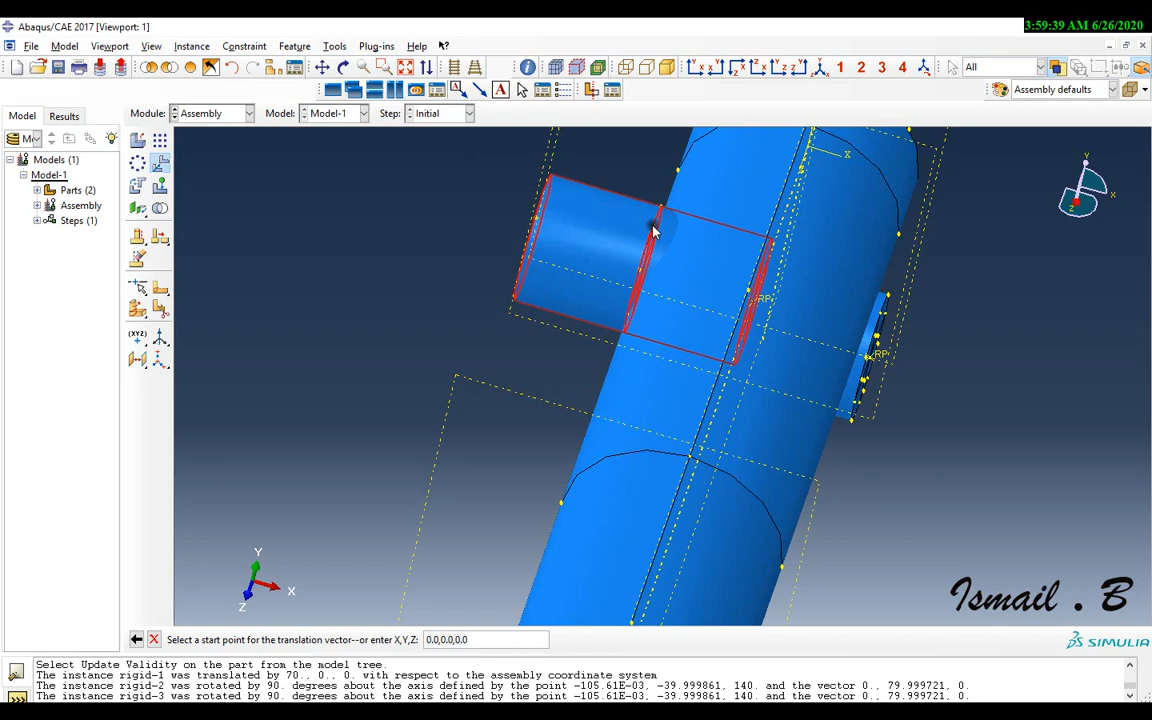 Abaqus/CAE 2017 [Viewport: 1]
3:59:39 AM 6/26/2020
File Model Viewport View Instance Constraint Feature Tools Plug-ins Help
1 2 3 4 All
A Assembly defaults
Model Results Module: Assembly Model: Model-1 Step: Initial
Models (1)
Model-1
Parts (2)
Assembly
Steps (1)
(XYZ)
X
Y
X
Z
RP
RP
Y
X
Z
Ismail . B
Select a start point for the translation vector--or enter X,Y,Z: 0.0,0.0,0.0
SIMULIA
Select Update Validity on the part from the model tree.
The instance rigid-1 was translated by 70., 0., 0. with respect to the assembly coordinate system
The instance rigid-2 was rotated by 90. degrees about the axis defined by the point -105.61E-03, -39.999861, 140. and the vector 0., 79.999721, 0.
The instance rigid-3 was rotated by 90. degrees about the axis defined by the point -105.61E-03, -39.999861, 140. and the vector 0., 79.999721, 0.